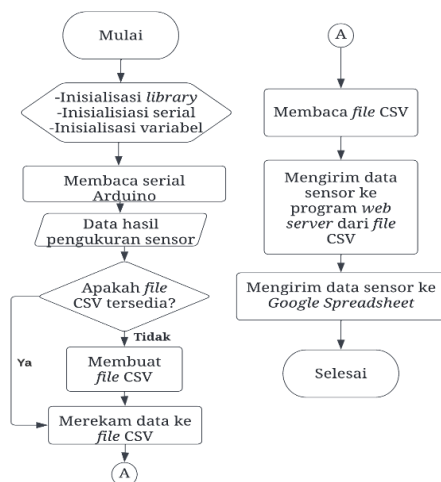 Mulai
-Inisialisasi library
-Inisialisiasi serial
-Inisialisasi variabel
Membaca serial
Arduino
Data hasil
pengukuran sensor
Apakah file
CSV tersedia?
Tidak
Ya
Membuat
file CSV
Merekam data ke
file CSV
A
A
Membaca file CSV
Mengirim data
sensor ke
program web
server dari file
CSV
Mengirim data sensor ke
Google Spreadsheet
Selesai